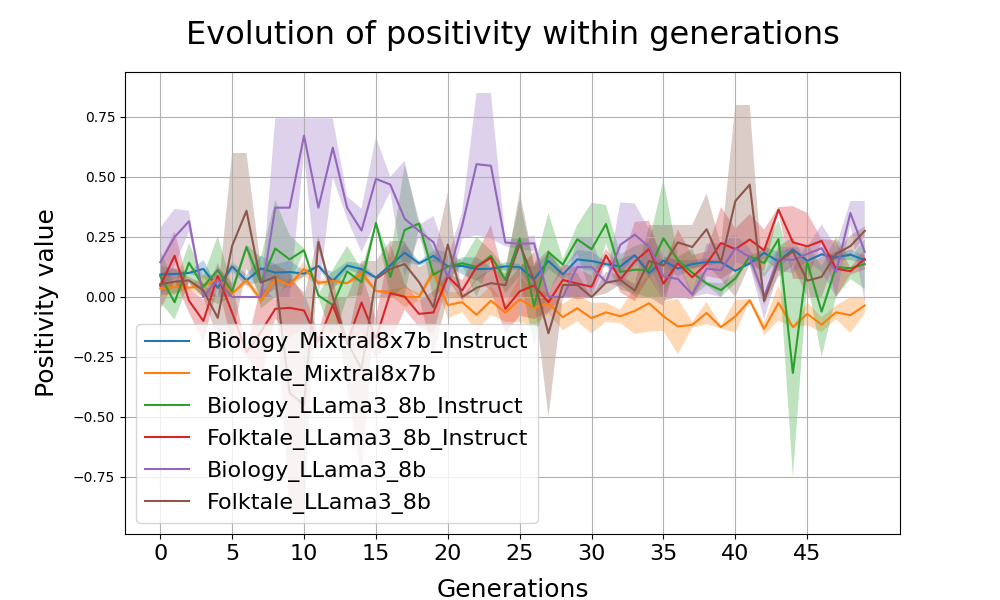 Evolution of positivity within generations
Positivity value
0.75
0.50
0.25
0.00
−0.25
−0.50
−0.75
Biology_Mixtral8x7b_Instruct
Folktale_Mixtral8x7b
Biology_LLama3_8b_Instruct
Folktale_LLama3_8b_Instruct
Biology_LLama3_8b
Folktale_LLama3_8b
0 5 10 15 20 25 30 35 40 45
Generations